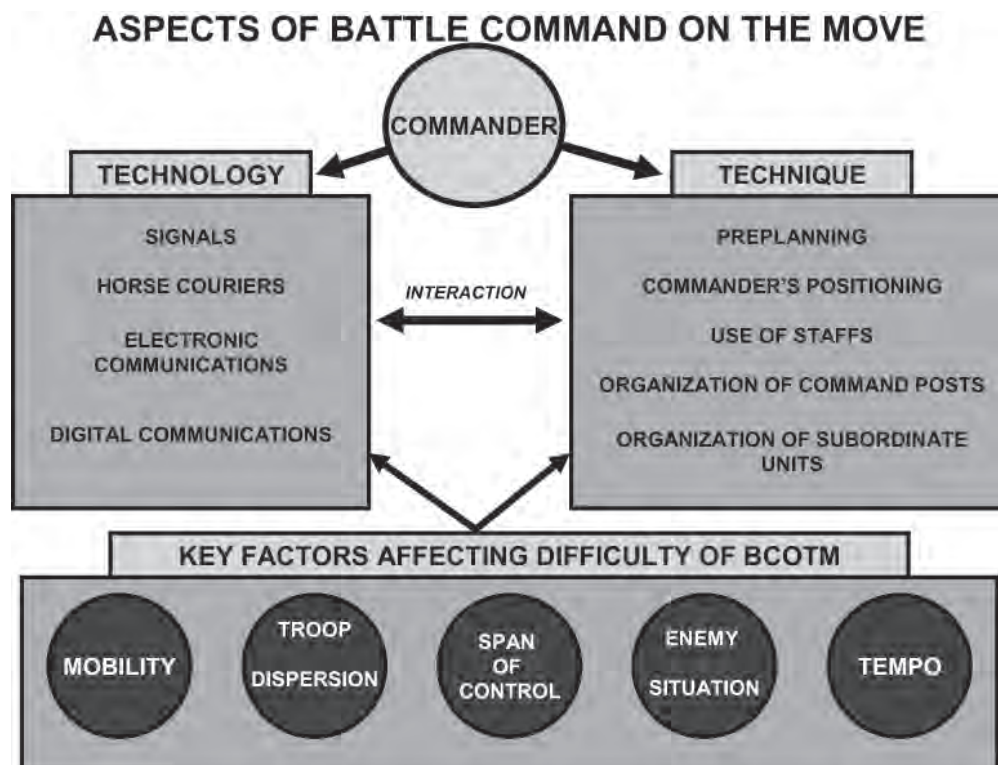 ASPECTS OF BATTLE COMMAND ON THE MOVE
COMMANDER
TECHNOLOGY
SIGNALS
HORSE COURIERS
ELECTRONIC
COMMUNICATIONS
DIGITAL COMMUNICATIONS
INTERACTION
TECHNIQUE
PREPLANNING
COMMANDER'S POSITIONING
USE OF STAFFS
ORGANIZATION OF COMMAND POSTS
ORGANIZATION OF SUBORDINATE
UNITS
KEY FACTORS AFFECTING DIFFICULTY OF BCOTM
MOBILITY
TROOP
DISPERSION
SPAN
OF
CONTROL
ENEMY
SITUATION
TEMPO